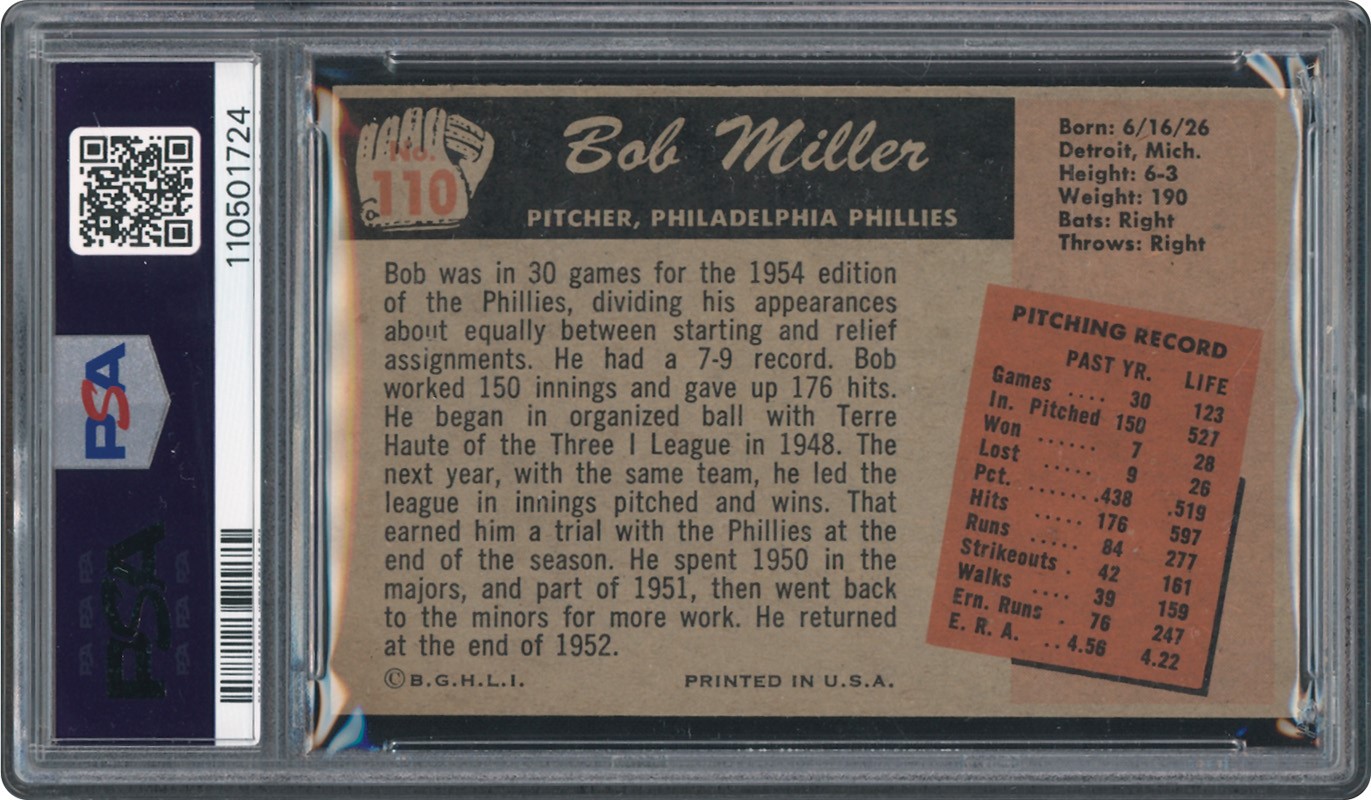 110501724
PSA
PSA
No.
110
Bob Miller
PITCHER, PHILADELPHIA PHILLIES
Born: 6/16/26
Detroit, Mich.
Height: 6-3
Weight: 190
Bats: Right
Throws: Right
Bob was in 30 games for the 1954 edition
of the Phillies, dividing his appearances
about equally between starting and relief
assignments. He had a 7-9 record. Bob
worked 150 innings and gave up 176 hits.
He began in organized ball with Terre
Haute of the Three I League in 1948. The
next year, with the same team, he led the
league in innings pitched and wins. That
earned him a trial with the Phillies at the
end of the season. He spent 1950 in the
majors, and part of 1951, then went back
to the minors for more work. He returned
at the end of 1952.
©B.G.H.L.I. PRINTED IN U.S.A.
PITCHING RECORD
PAST YR. LIFE
Games .... 30 123
In. Pitched 150 527
Won ...... 7 28
Lost ..... 9 26
Pct. .......438 .519
Hits ..... 176 597
Runs ..... 84 277
Strikeouts . 42 161
Walks .... 39 159
Ern. Runs . 76 247
E. R. A. ..4.56 4.22